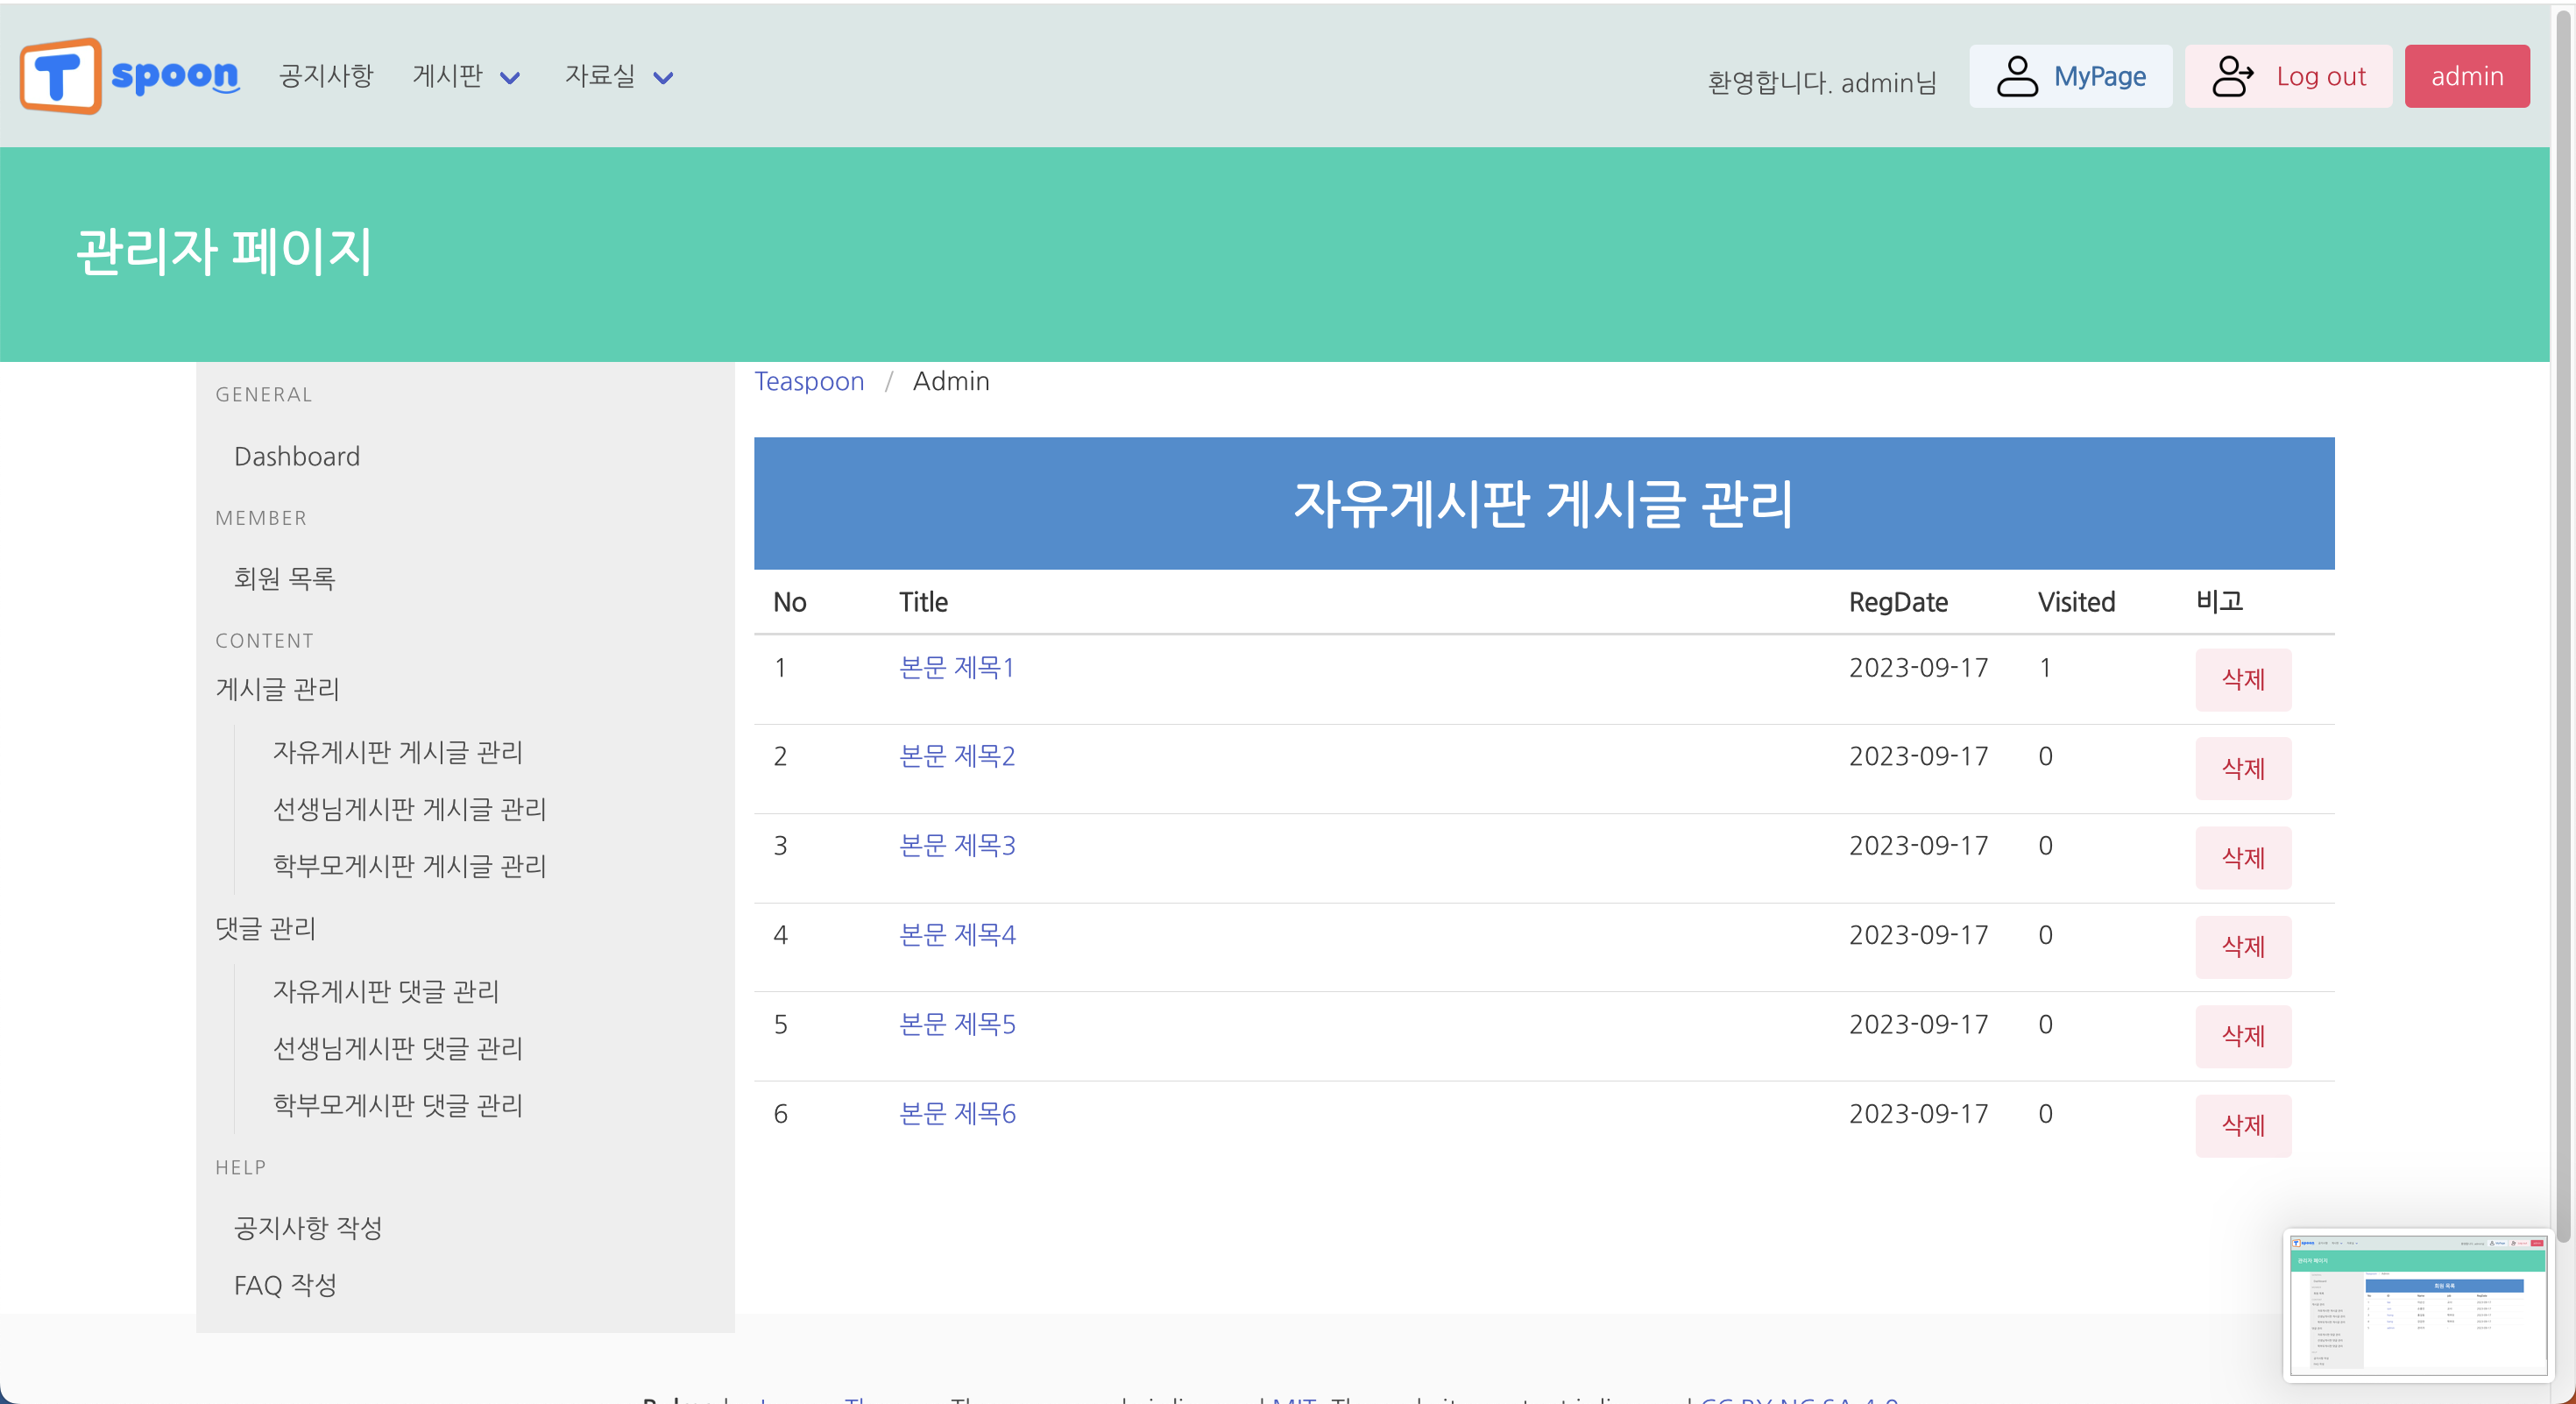 T spoon 공지사항 게시판 자료실 환영합니다. admin님 MyPage Log out admin
관리자 페이지
GENERAL
Dashboard
MEMBER
회원 목록
CONTENT
게시글 관리
자유게시판 게시글 관리
선생님게시판 게시글 관리
학부모게시판 게시글 관리
댓글 관리
자유게시판 댓글 관리
선생님게시판 댓글 관리
학부모게시판 댓글 관리
HELP
공지사항 작성
FAQ 작성
Teaspoon / Admin
자유게시판 게시글 관리
No Title RegDate Visited 비고
1 본문 제목1 2023-09-17 1 삭제
2 본문 제목2 2023-09-17 0 삭제
3 본문 제목3 2023-09-17 0 삭제
4 본문 제목4 2023-09-17 0 삭제
5 본문 제목5 2023-09-17 0 삭제
6 본문 제목6 2023-09-17 0 삭제
관리자 페이지
회원 목록